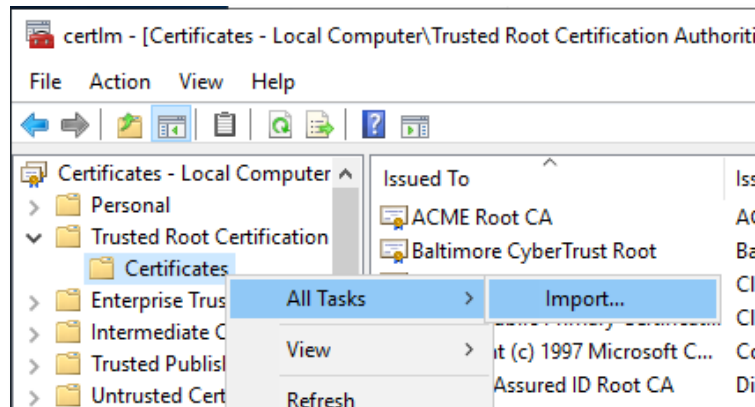 certlm - [Certificates - Local Computer\Trusted Root Certification Authoriti
File Action View Help
Certificates - Local Computer
Personal
Trusted Root Certification
Certificates
Enterprise Trus
Intermediate C
Trusted Publis
Untrusted Cert
Issued To
Iss
ACME Root CA
AC
Baltimore CyberTrust Root
Ba
Cl
Cl
ht (c) 1997 Microsoft C...
Co
Assured ID Root CA
Di
All Tasks
Import...
View
Refresh